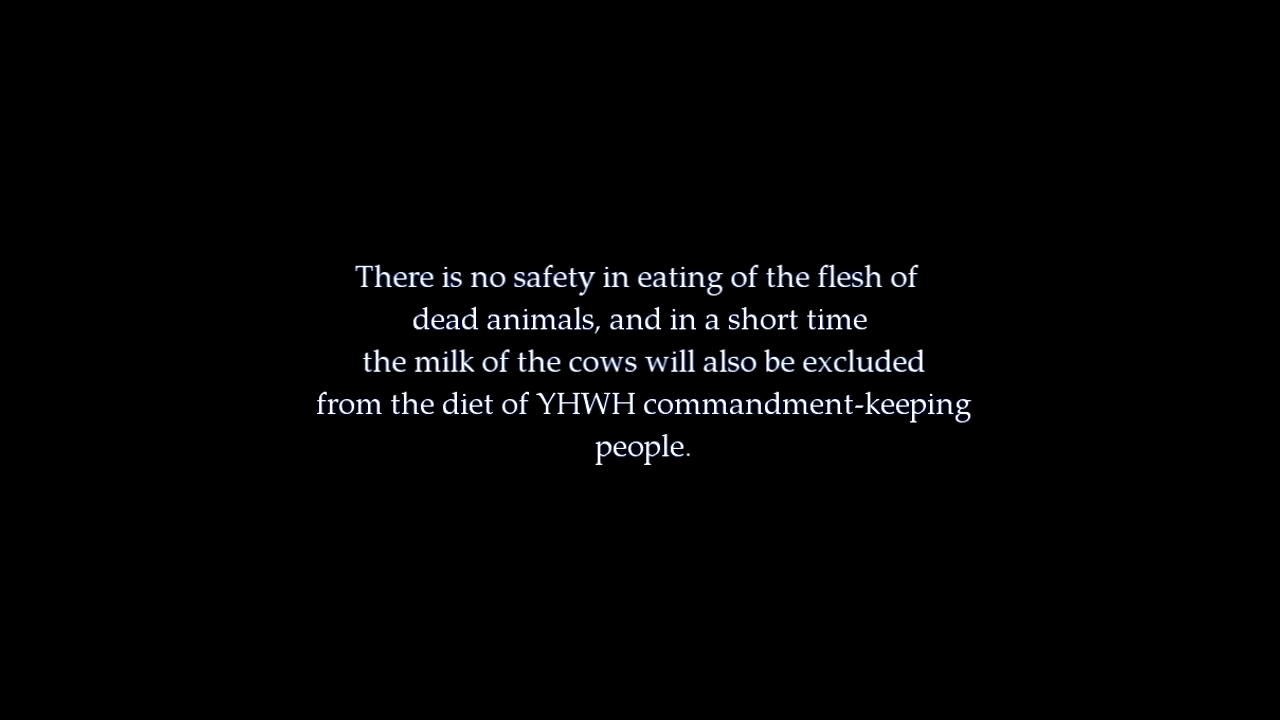 There is no safety in eating of the flesh of
dead animals, and in a short time
the milk of the cows will also be excluded
from the diet of YHWH commandment-keeping
people.